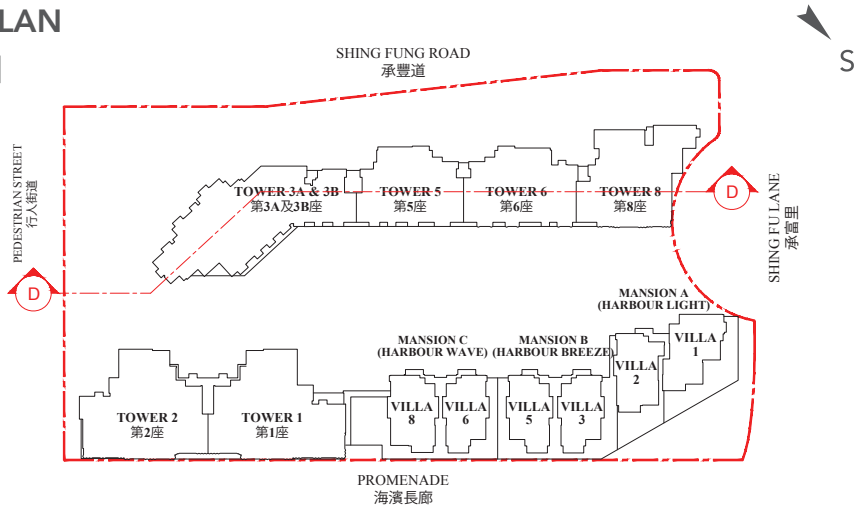 LAN
S
SHING FUNG ROAD
承豐道
PEDESTRIAN STREET
行人街道
TOWER 3A & 3B
第3A及3B座
TOWER 5
第5座
TOWER 6
第6座
TOWER 8
第8座
D
SHING FU LANE
承富里
D
MANSION A
(HARBOUR LIGHT)
MANSION C
(HARBOUR WAVE)
MANSION B
(HARBOUR BREEZE)
VILLA
1
VILLA
2
TOWER 2
第2座
TOWER 1
第1座
VILLA
8
VILLA
6
VILLA
5
VILLA
3
PROMENADE
海濱長廊